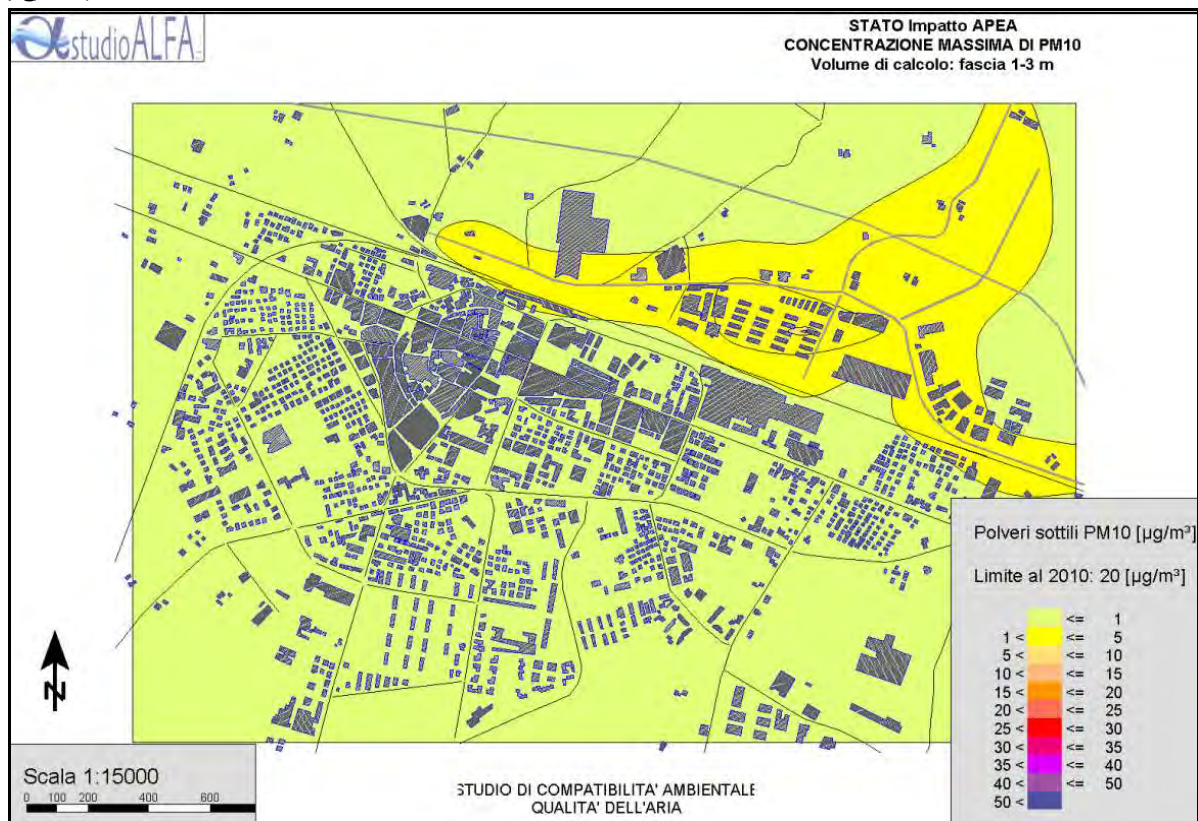 αestudioALFA
STATO Impatto APEA
CONCENTRAZIONE MASSIMA DI PM10
Volume di calcolo: fascia 1-3 m
Polveri sottili PM10 [µg/m³]
Limite al 2010: 20 [µg/m³]
<= 1
1 < <= 5
5 < <= 10
10 < <= 15
15 < <= 20
20 < <= 25
25 < <= 30
30 < <= 35
35 < <= 40
40 < <= 50
50 <
N
Scala 1:15000
0 100 200 400 600
STUDIO DI COMPATIBILITA' AMBIENTALE
QUALITA' DELL'ARIA